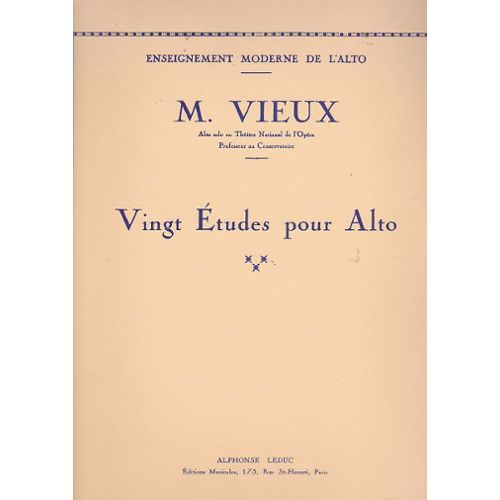 ENSEIGNEMENT MODERNE DE L'ALTO
M. VIEUX
Alto solo au Théâtre National de l'Opéra
Professeur au Conservatoire
Vingt Études pour Alto
ALPHONSE LEDUC
Éditions Musicales, 175, Rue St-Honoré, Paris